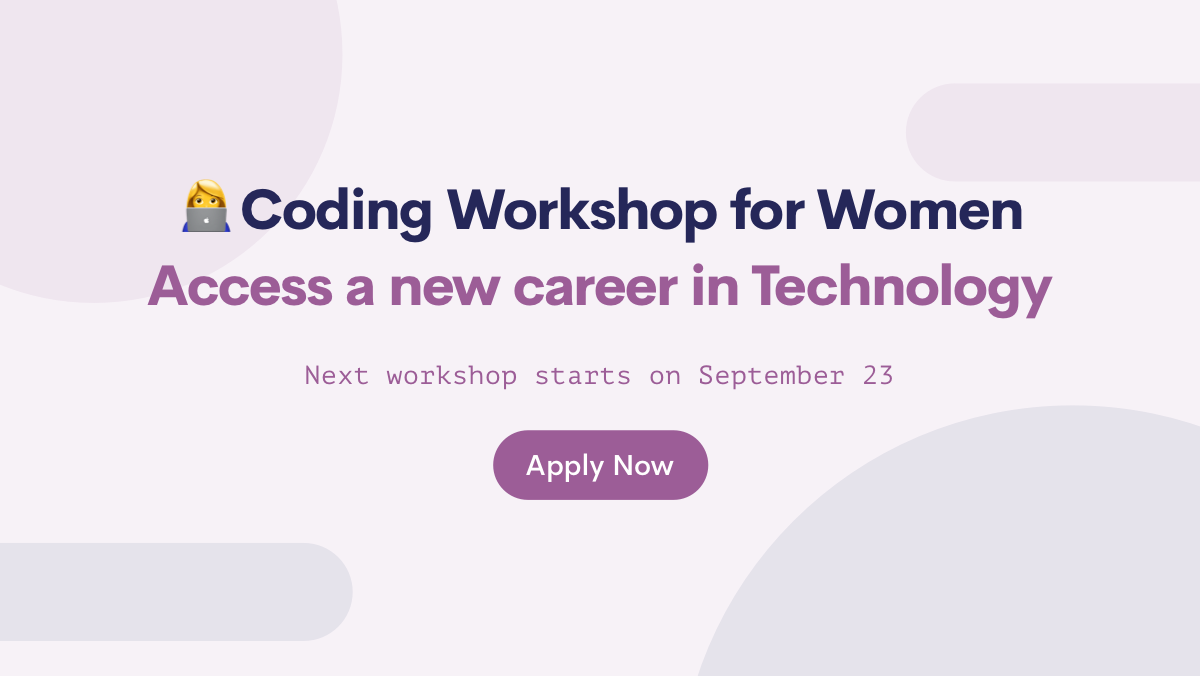 👩‍💻 Coding Workshop for Women
Access a new career in Technology
Next workshop starts on September 23
Apply Now